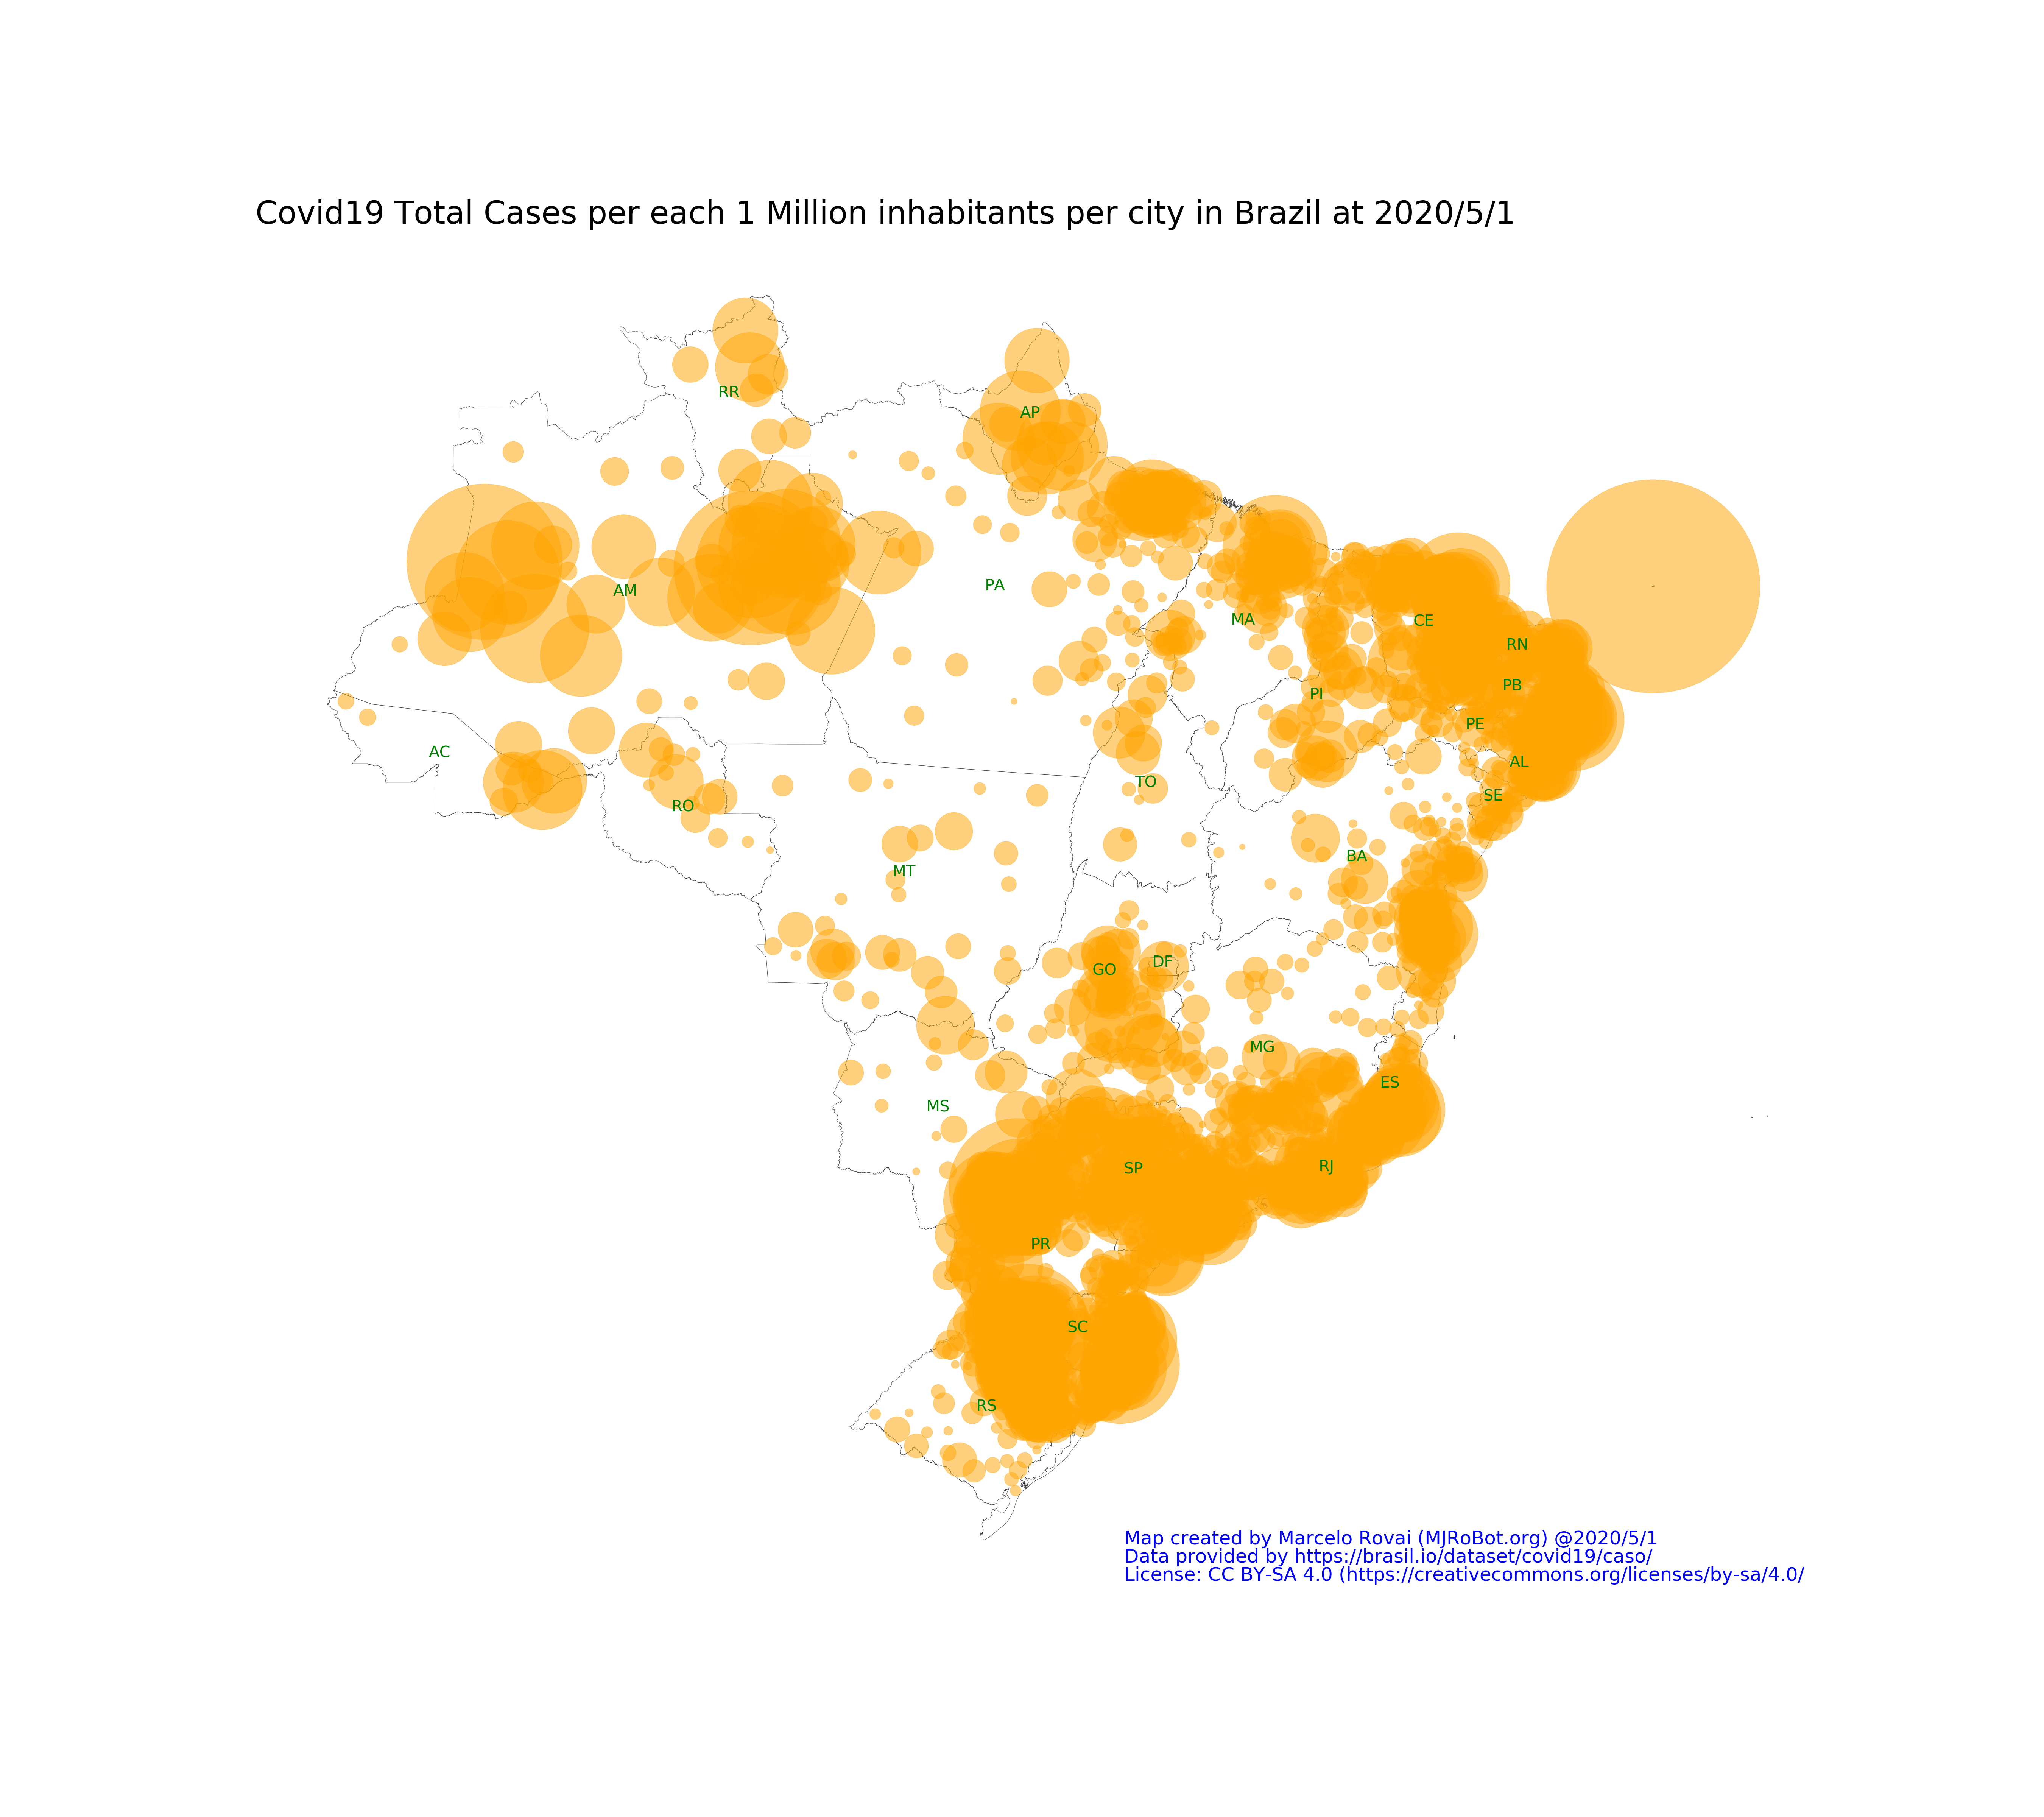 Covid19 Total Cases per each 1 Million inhabitants per city in Brazil at 2020/5/1
RR
AP
AM
PA
MA
CE
RN
PB
PI
PE
AC
AL
TO
SE
RO
BA
MT
DF
GO
MG
ES
MS
RJ
SP
PR
SC
RS
Map created by Marcelo Rovai (MJRoBot.org) @2020/5/1
Data provided by https://brasil.io/dataset/covid19/caso/
License: CC BY-SA 4.0 (https://creativecommons.org/licenses/by-sa/4.0/